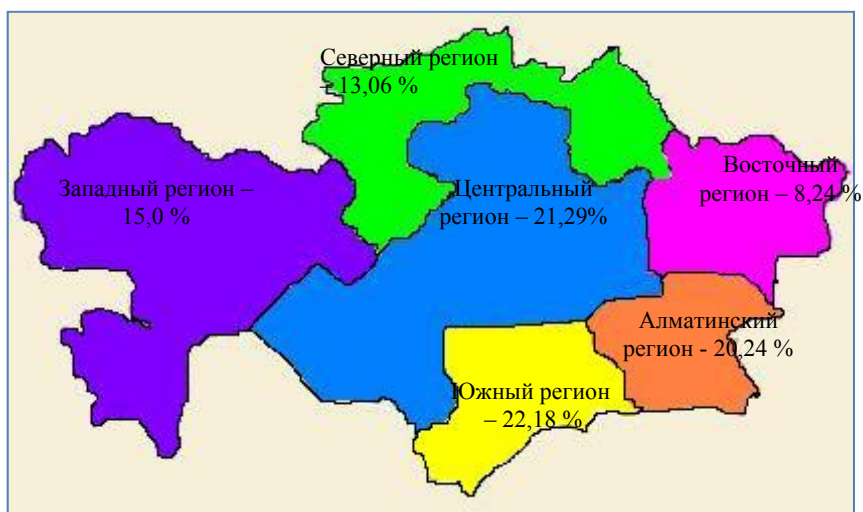 Северный регион
– 13,06 %
Западный регион –
15,0 %
Центральный
регион – 21,29%
Восточный
регион – 8,24 %
Алматинский
регион - 20,24 %
Южный регион
– 22,18 %